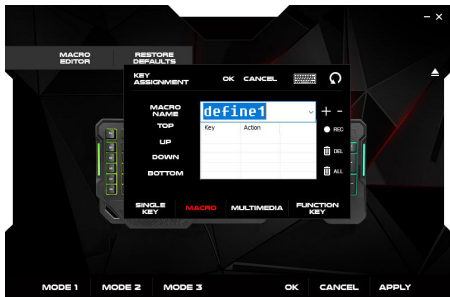 MACRO EDITOR
RESTORE DEFAULTS
KEY ASSIGNMENT
OK CANCEL
MACRO NAME
define1
+ -
TOP
Key Action
REC
UP
DOWN
DEL
BOTTOM
ALL
SINGLE KEY
MACRO
MULTIMEDIA
FUNCTION KEY
MODE 1 MODE 2 MODE 3 OK CANCEL APPLY